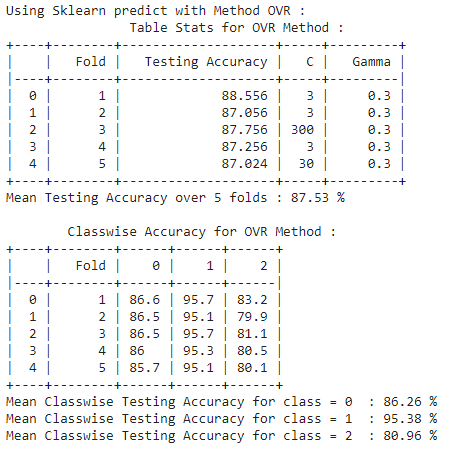 Using Sklearn predict with Method OVR :
                Table Stats for OVR Method :
+----+--------+--------------------+-----+---------+
|    |   Fold |   Testing Accuracy |   C |   Gamma |
|----+--------+--------------------+-----+---------|
|  0 |      1 |             88.556 |   3 |     0.3 |
|  1 |      2 |             87.056 |   3 |     0.3 |
|  2 |      3 |             87.756 | 300 |     0.3 |
|  3 |      4 |             87.256 |   3 |     0.3 |
|  4 |      5 |             87.024 |  30 |     0.3 |
+----+--------+--------------------+-----+---------+
Mean Testing Accuracy over 5 folds : 87.53 %
        Classwise Accuracy for OVR Method :
+----+--------+------+------+------+
|    |   Fold |    0 |    1 |    2 |
|----+--------+------+------+------|
|  0 |      1 | 86.6 | 95.7 | 83.2 |
|  1 |      2 | 86.5 | 95.1 | 79.9 |
|  2 |      3 | 86.5 | 95.7 | 81.1 |
|  3 |      4 | 86   | 95.3 | 80.5 |
|  4 |      5 | 85.7 | 95.1 | 80.1 |
+----+--------+------+------+------+
Mean Classwise Testing Accuracy for class = 0  : 86.26 %
Mean Classwise Testing Accuracy for class = 1  : 95.38 %
Mean Classwise Testing Accuracy for class = 2  : 80.96 %